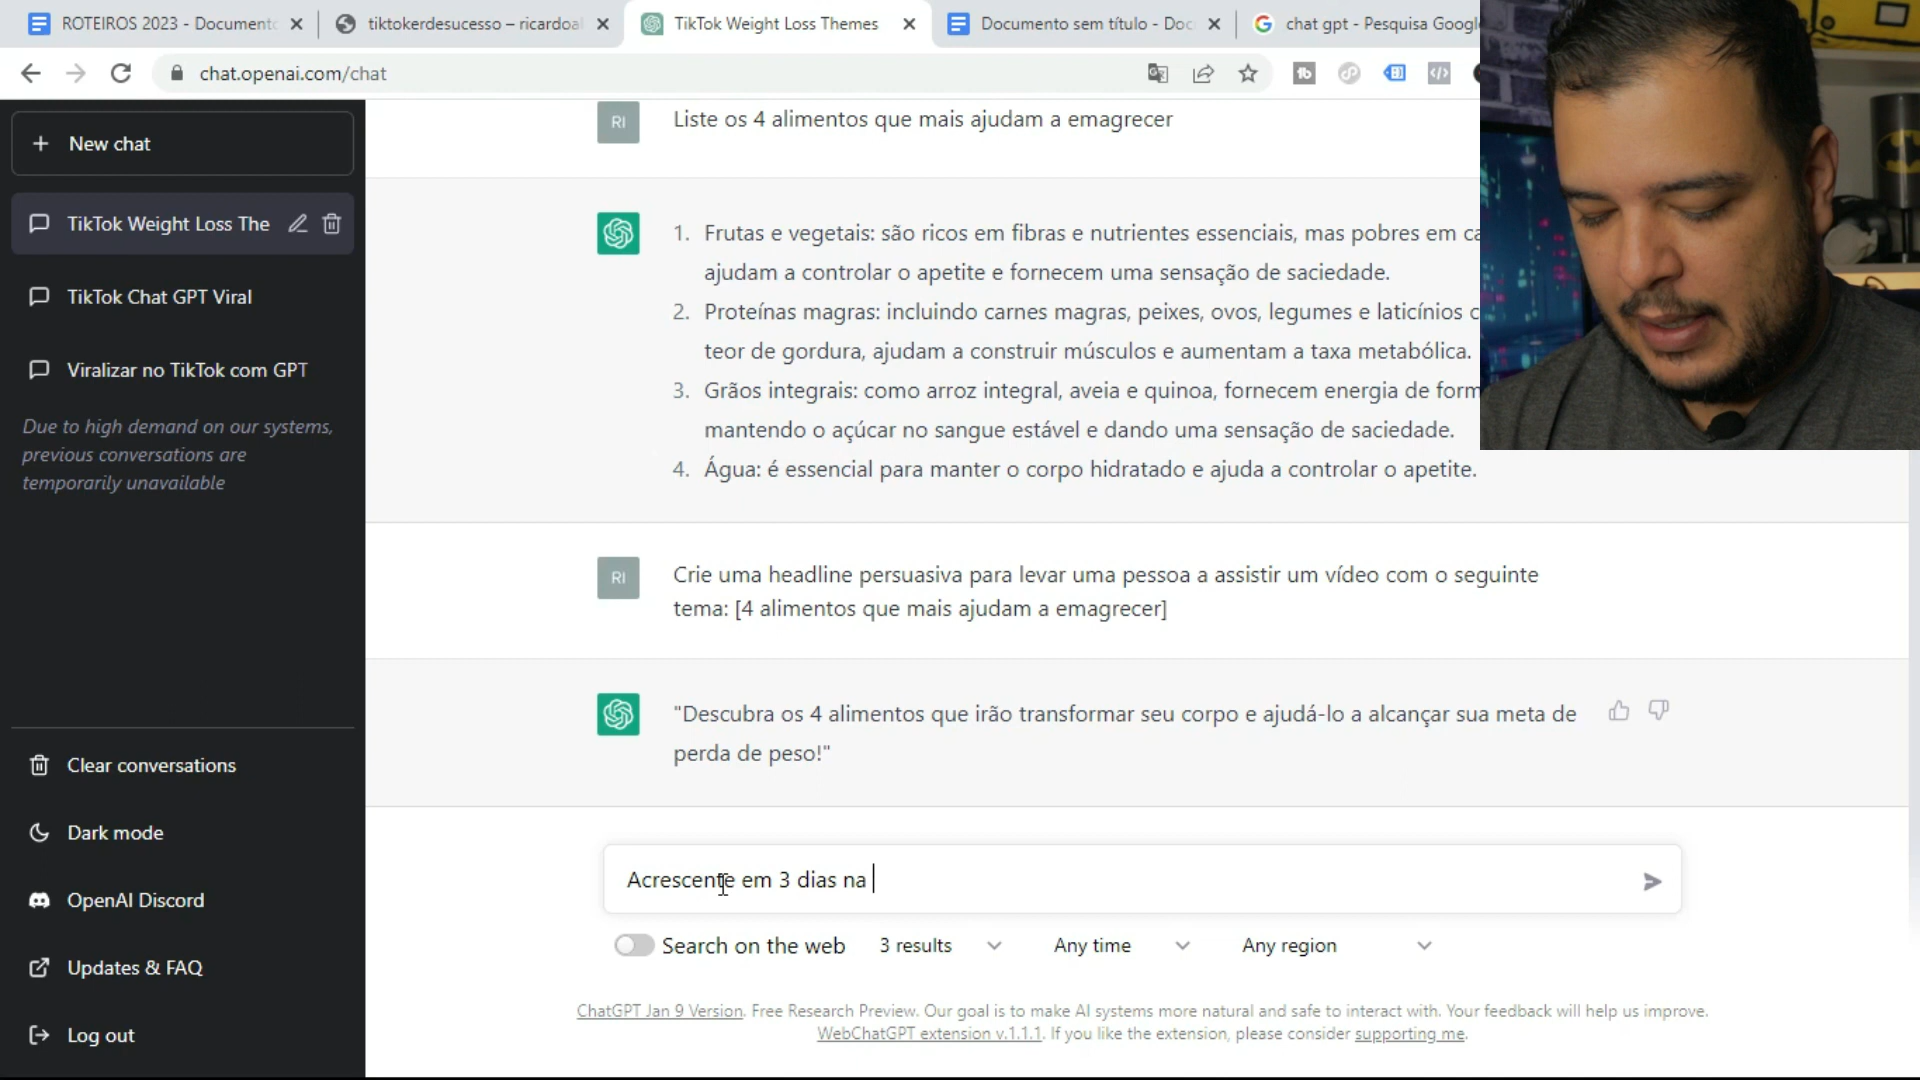 ROTEIROS 2023 - Documento
tiktokerdesucesso – ricardoal
TikTok Weight Loss Themes
Documento sem título - Doc
chat gpt - Pesquisa Google
chat.openai.com/chat
New chat
TikTok Weight Loss The
TikTok Chat GPT Viral
Viralizar no TikTok com GPT
Due to high demand on our systems,
previous conversations are
temporarily unavailable
Clear conversations
Dark mode
OpenAI Discord
Updates & FAQ
Log out
RI
Liste os 4 alimentos que mais ajudam a emagrecer
1. Frutas e vegetais: são ricos em fibras e nutrientes essenciais, mas pobres em ca
ajudam a controlar o apetite e fornecem uma sensação de saciedade.
2. Proteínas magras: incluindo carnes magras, peixes, ovos, legumes e laticínios c
teor de gordura, ajudam a construir músculos e aumentam a taxa metabólica.
3. Grãos integrais: como arroz integral, aveia e quinoa, fornecem energia de form
mantendo o açúcar no sangue estável e dando uma sensação de saciedade.
4. Água: é essencial para manter o corpo hidratado e ajuda a controlar o apetite.
RI
Crie uma headline persuasiva para levar uma pessoa a assistir um vídeo com o seguinte
tema: [4 alimentos que mais ajudam a emagrecer]
"Descubra os 4 alimentos que irão transformar seu corpo e ajudá-lo a alcançar sua meta de
perda de peso!"
Acrescente em 3 dias na
Search on the web
3 results
Any time
Any region
ChatGPT Jan 9 Version. Free Research Preview. Our goal is to make AI systems more natural and safe to interact with. Your feedback will help us improve.
WebChatGPT extension v.1.1.1. If you like the extension, please consider supporting me.